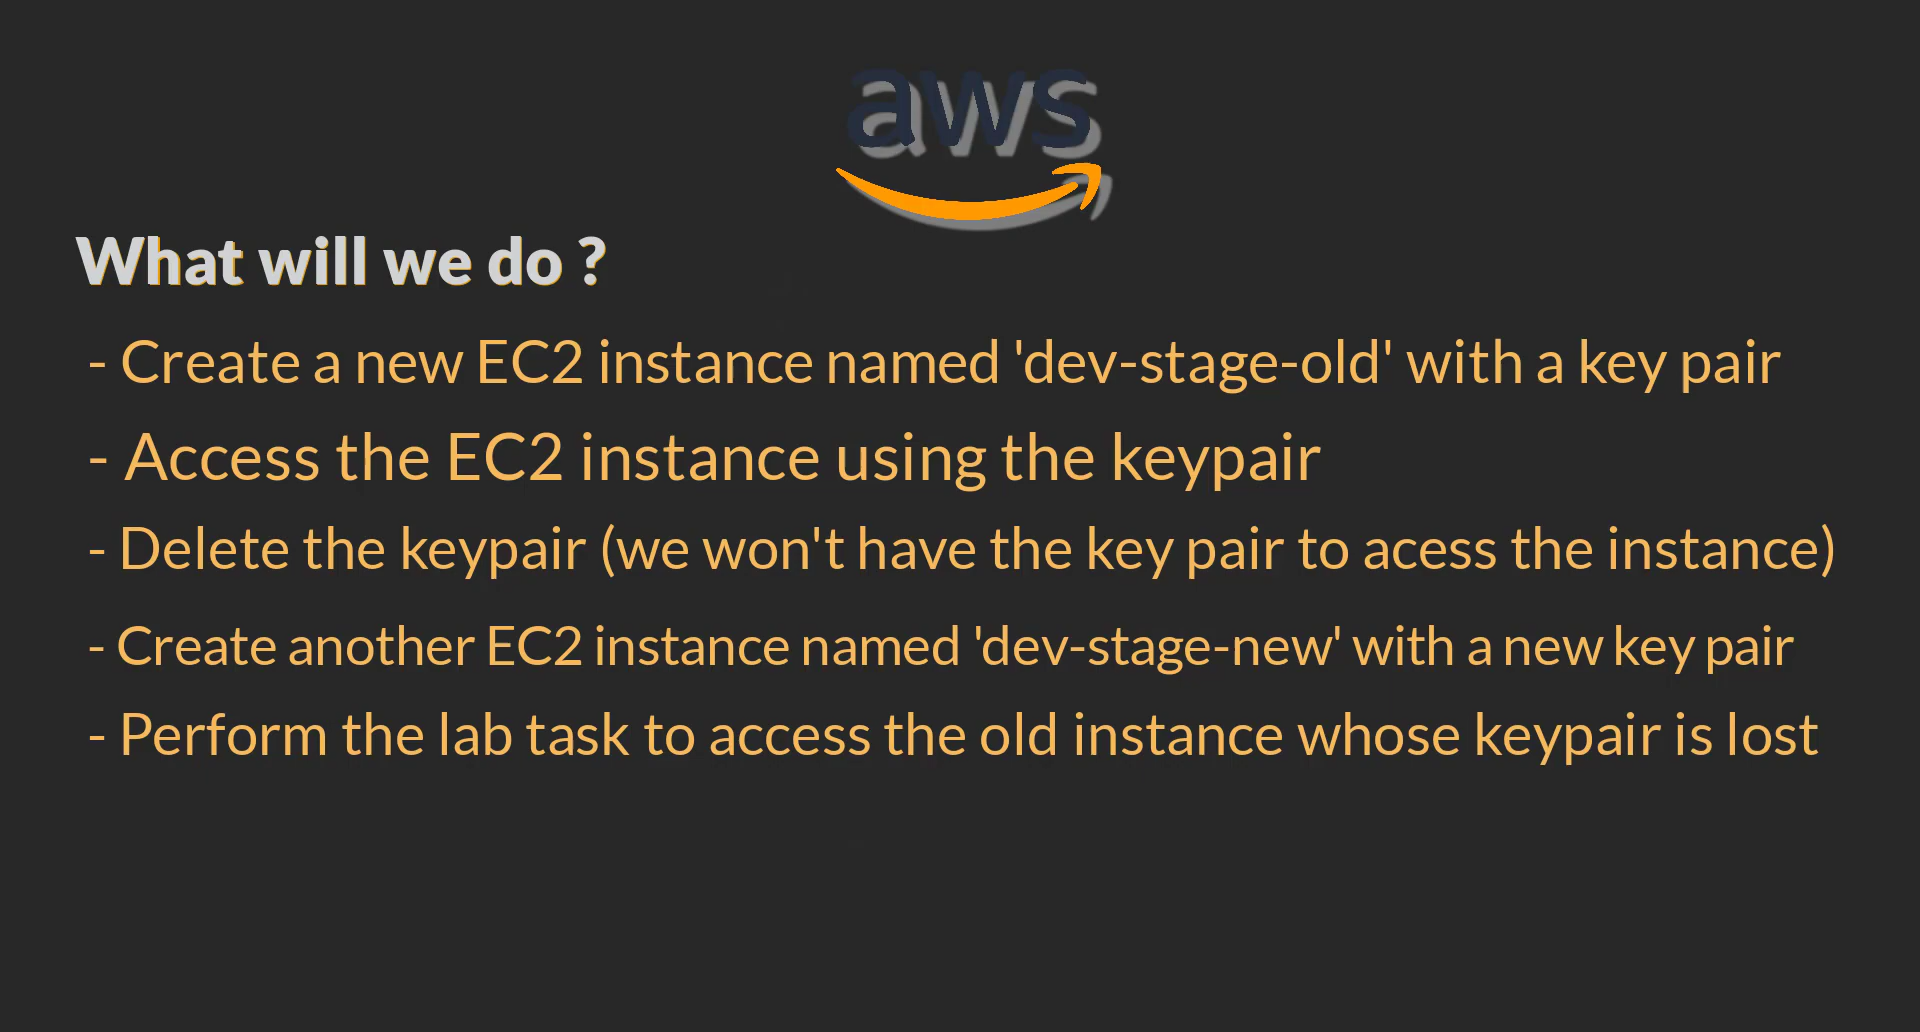 aws
What will we do ?
- Create a new EC2 instance named 'dev-stage-old' with a key pair
- Access the EC2 instance using the keypair
- Delete the keypair (we won't have the key pair to acess the instance)
- Create another EC2 instance named 'dev-stage-new' with a new key pair
- Perform the lab task to access the old instance whose keypair is lost